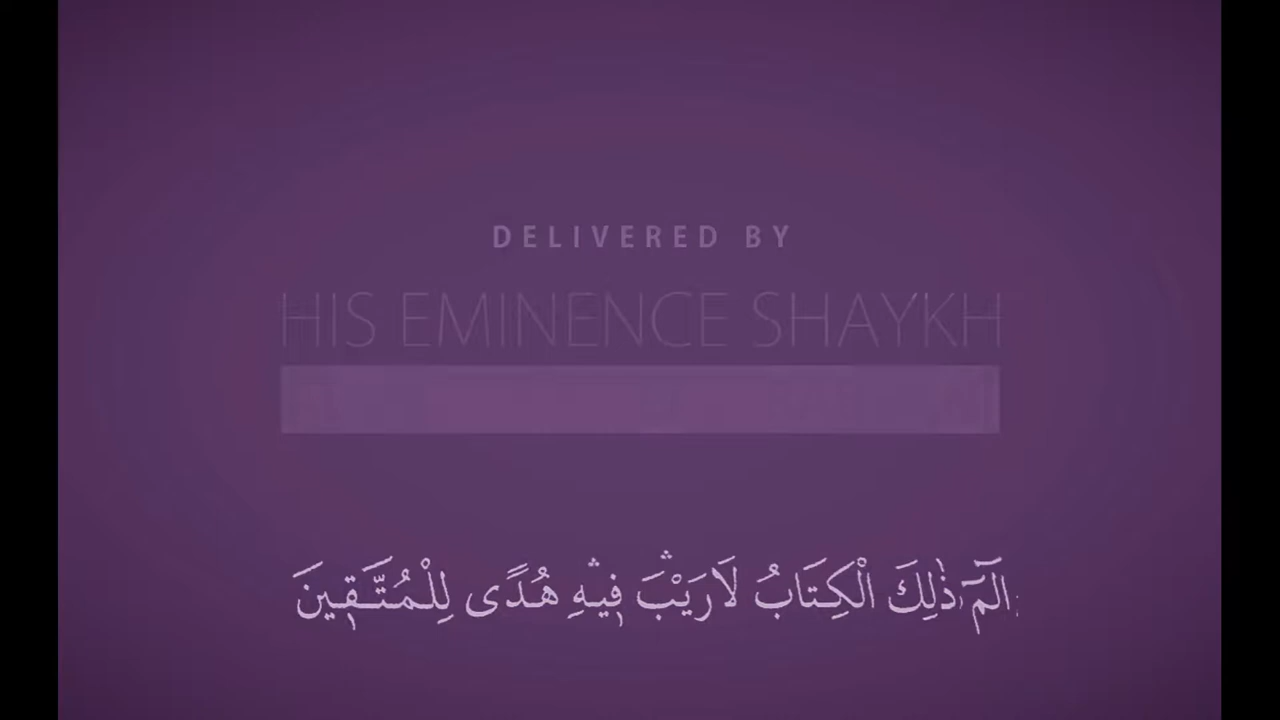 DELIVERED BY
HIS EMINENCE SHAYKH
الٓمٓ ذَٰلِكَ الْكِتَابُ لَا رَيْبَ ۛ فِيهِ ۛ هُدًى لِلْمُتَّقِينَ